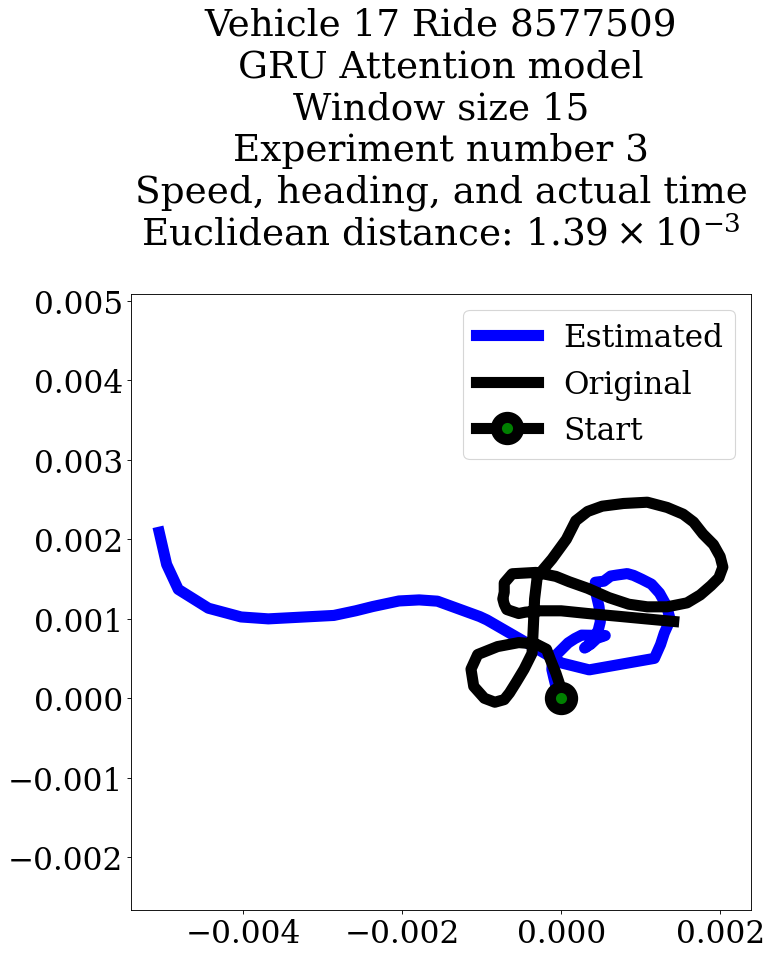 Vehicle 17 Ride 8577509
GRU Attention model
Window size 15
Experiment number 3
Speed, heading, and actual time
Euclidean distance: 1.39 × 10⁻³
Estimated
Original
Start
0.005
0.004
0.003
0.002
0.001
0.000
−0.001
−0.002
−0.004
−0.002
0.000
0.002